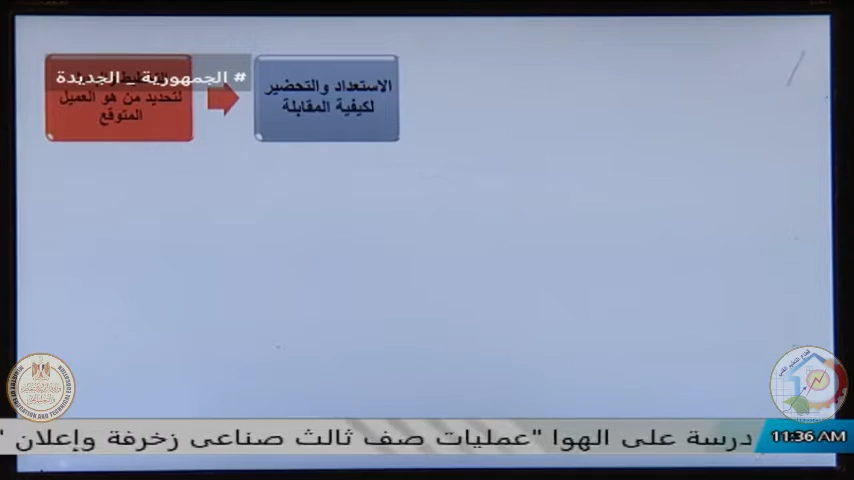 # الجمهورية _ الجديدة
لتحديد من هو العميل
المتوقع
الاستعداد والتحضير
لكيفية المقابلة
درسة على الهوا "عمليات صف ثالث صناعى زخرفة وإعلان "
11:36 AM